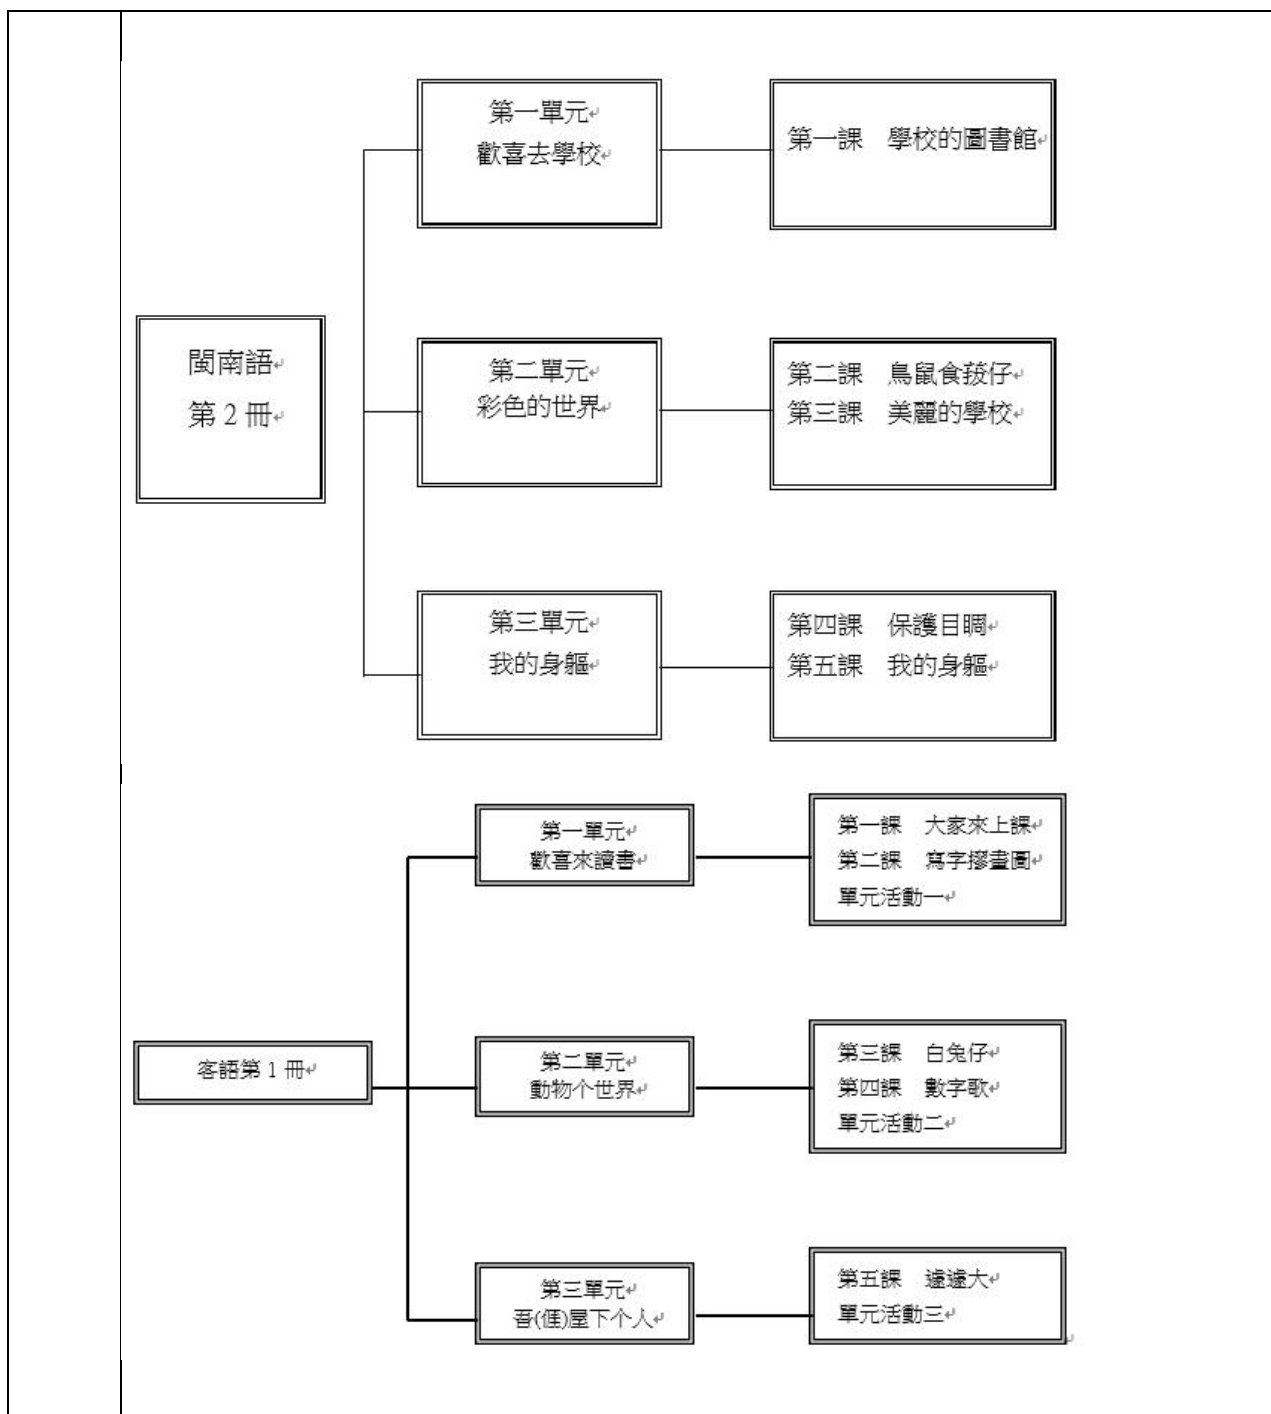 第一單元
歡喜去學校
第一課 學校的圖書館
閩南語
第2冊
第二單元
彩色的世界
第二課 鳥鼠食菝仔
第三課 美麗的學校
第三單元
我的身軀
第四課 保護目睭
第五課 我的身軀
第一單元
歡喜來讀書
第一課 大家來上課
第二課 寫字摎畫圖
單元活動一
客語第1冊
第二單元
動物个世界
第三課 白兔仔
第四課 數字歌
單元活動二
第三單元
吾(𠊎)屋下个人
第五課 遽遽大
單元活動三